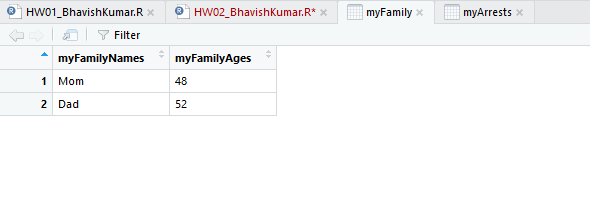 HW01_BhavishKumar.R HW02_BhavishKumar.R* myFamily myArrests
Filter
myFamilyNames myFamilyAges
1 Mom 48
2 Dad 52